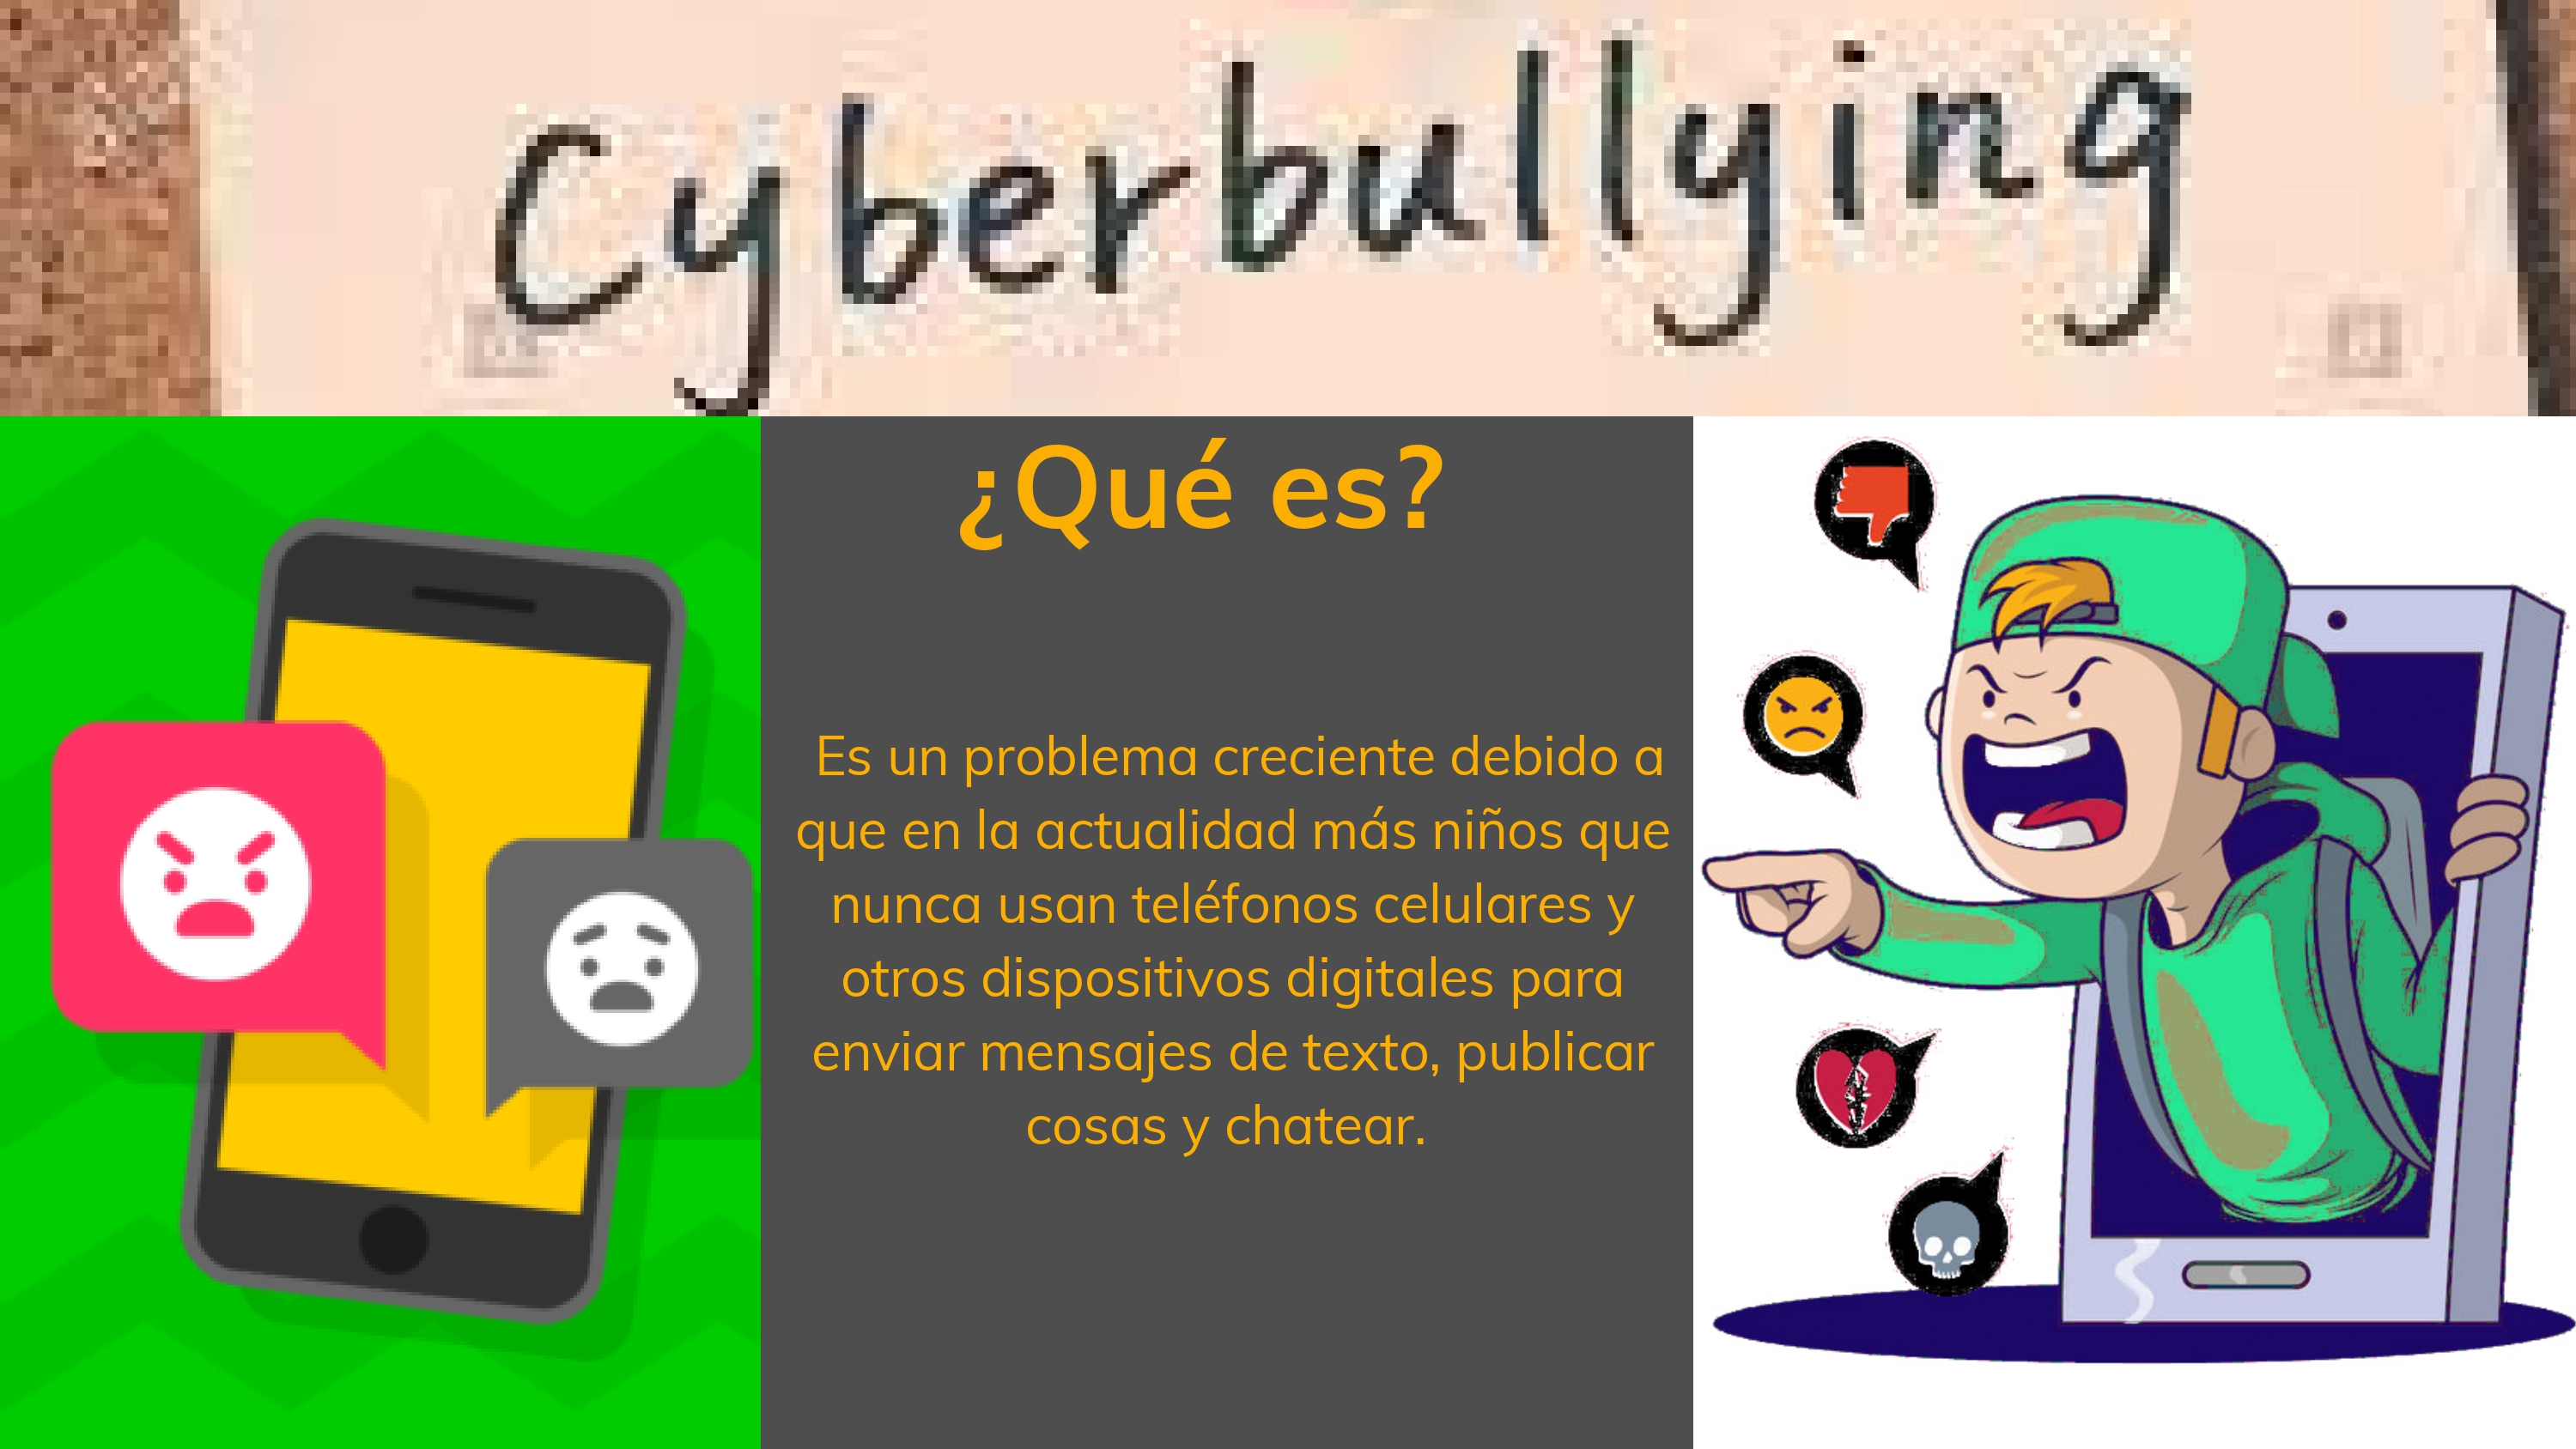 Cyberbullying
¿Qué es?
Es un problema creciente debido a
que en la actualidad más niños que
nunca usan teléfonos celulares y
otros dispositivos digitales para
enviar mensajes de texto, publicar
cosas y chatear.